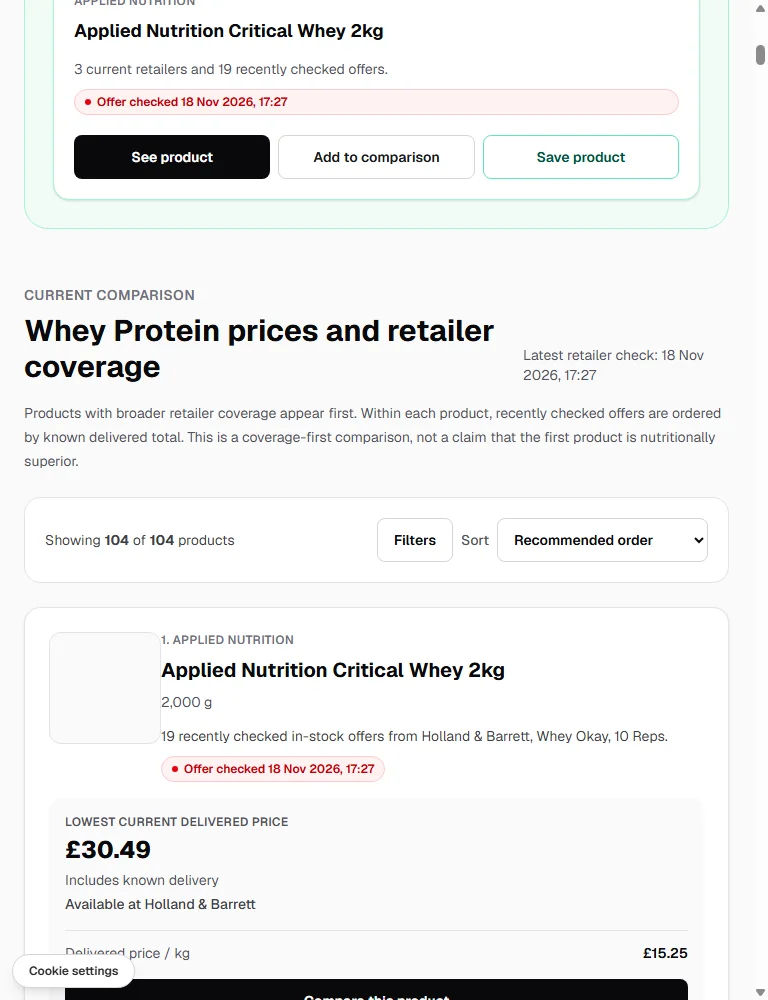 APPLIED NUTRITION
Applied Nutrition Critical Whey 2kg
3 current retailers and 19 recently checked offers.
Offer checked 18 Nov 2026, 17:27
See product
Add to comparison
Save product
CURRENT COMPARISON
Whey Protein prices and retailer
coverage
Latest retailer check: 18 Nov
2026, 17:27
Products with broader retailer coverage appear first. Within each product, recently checked offers are ordered
by known delivered total. This is a coverage-first comparison, not a claim that the first product is nutritionally
superior.
Showing 104 of 104 products
Filters
Sort
Recommended order
1. APPLIED NUTRITION
Applied Nutrition Critical Whey 2kg
2,000 g
19 recently checked in-stock offers from Holland & Barrett, Whey Okay, 10 Reps.
Offer checked 18 Nov 2026, 17:27
LOWEST CURRENT DELIVERED PRICE
£30.49
Includes known delivery
Available at Holland & Barrett
Delivered price / kg
£15.25
Cookie settings
Compare this product